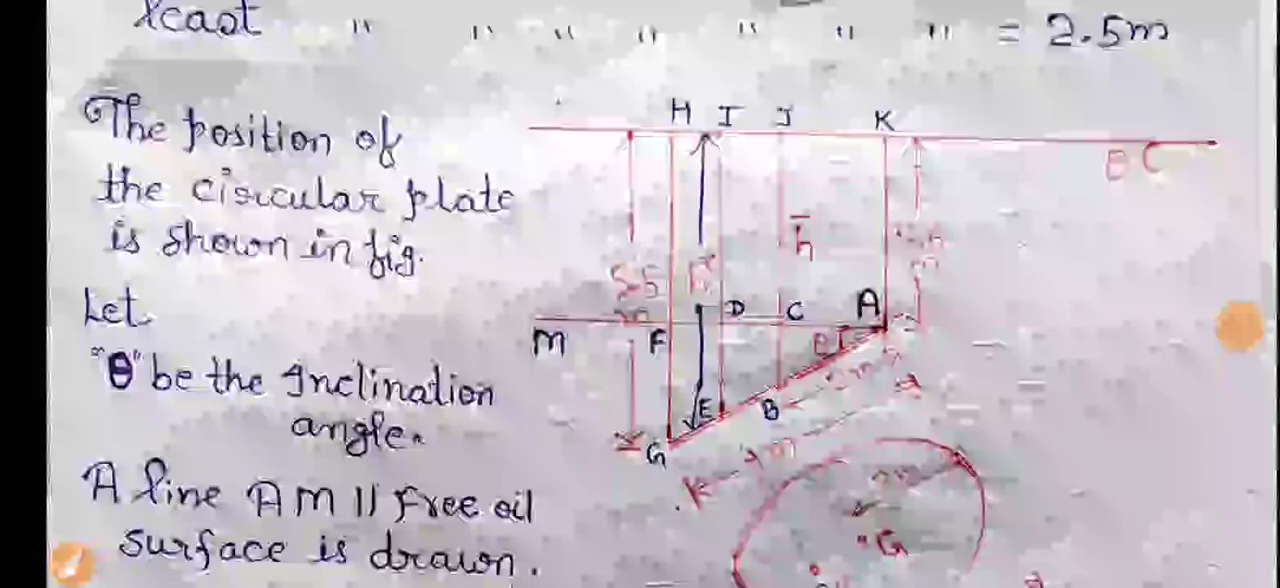 least " " " " " " " = 2.5m
The position of
the circular plate
is shown in fig.
Let
"θ" be the Inclination
angle.
A line AM || free oil
surface is drawn.
H I J K
h̄
D C A
M F
E B
G
4m
G